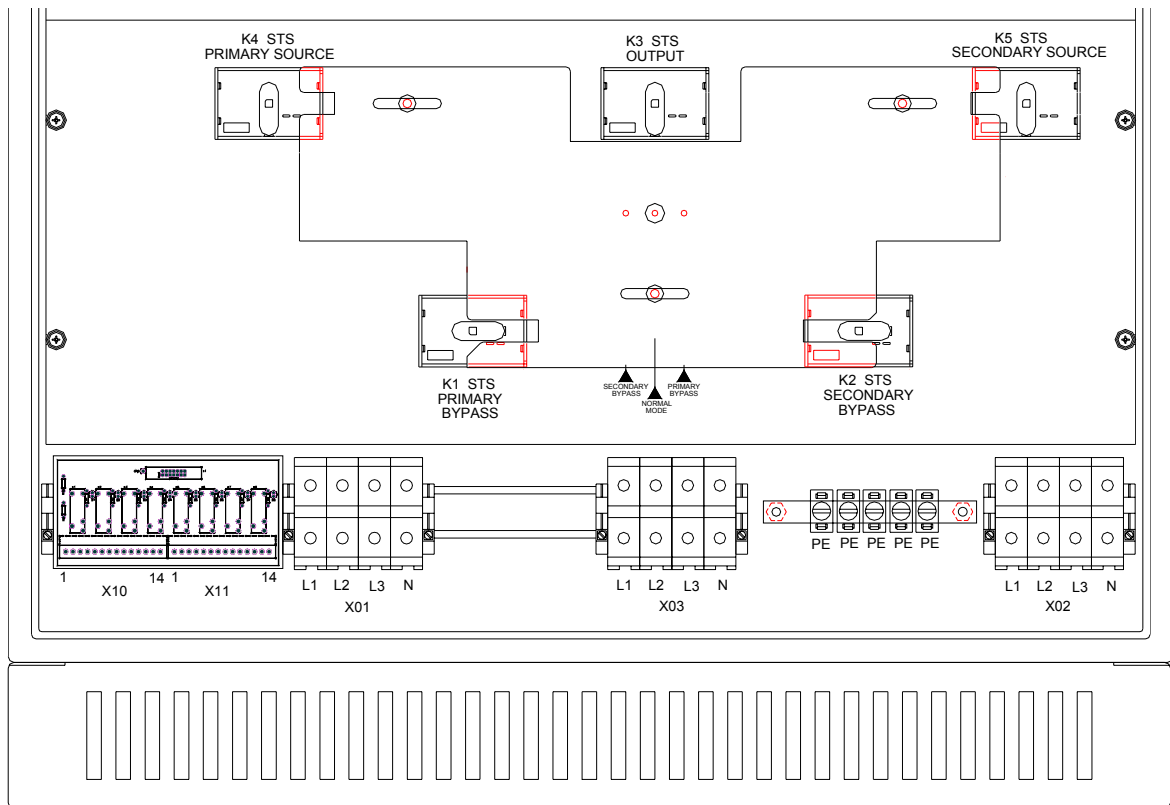 K4 STS
PRIMARY SOURCE
K3 STS
OUTPUT
K5 STS
SECONDARY SOURCE
K1 STS
PRIMARY
BYPASS
SECONDARY
BYPASS
NORMAL
MODE
PRIMARY
BYPASS
K2 STS
SECONDARY
BYPASS
1
X10
14
1
X11
14
L1 L2 L3 N
X01
L1 L2 L3 N
X03
PE PE PE PE PE
L1 L2 L3 N
X02